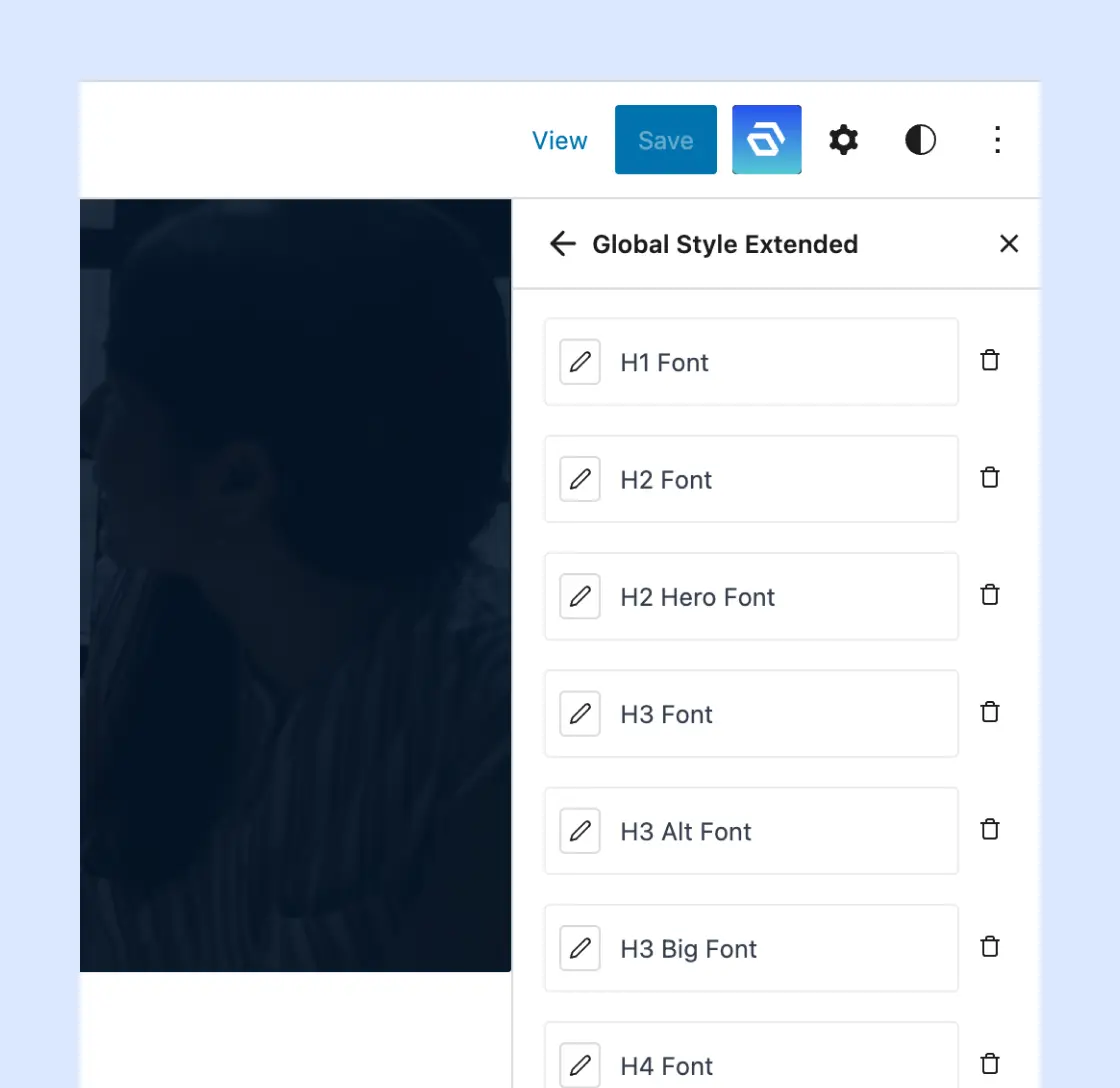 View Save
Global Style Extended
H1 Font
H2 Font
H2 Hero Font
H3 Font
H3 Alt Font
H3 Big Font
H4 Font